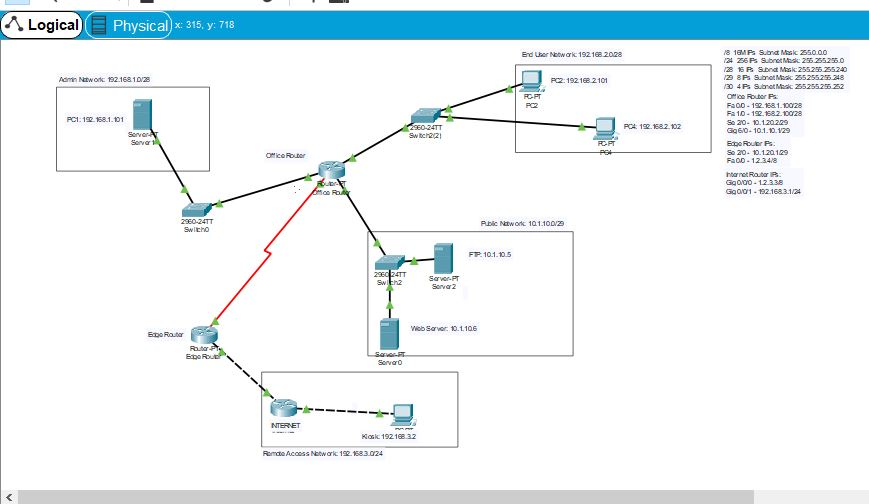 Logical
Physical
x: 315, y: 718
Admin Network: 192.168.1.0/28
PC1: 192.168.1.101
Server-PT
Server1
2960-24TT
Switch0
Office Router
Router-PT
Office Router
End User Network: 192.168.2.0/28
PC2: 192.168.2.101
PC-PT
PC2
PC4: 192.168.2.102
PC-PT
PC4
2960-24TT
Switch2(2)
/8 16M IPs Subnet Mask: 255.0.0.0
/24 256 IPs Subnet Mask: 255.255.255.0
/28 16 IPs Subnet Mask: 255.255.255.240
/29 8 IPs Subnet Mask: 255.255.255.248
/30 4 IPs Subnet Mask: 255.255.255.252
Office Router IPs:
Fa 0/0 - 192.168.1.100/28
Fa 1/0 - 192.168.2.100/28
Se 2/0 - 10.1.20.2/29
Gig 6/0 - 10.1.10.1/29
Edge Router IPs:
Se 2/0 - 10.1.20.1/29
Fa 0/0 - 1.2.3.4/8
Internet Router IPs:
Gig 0/0/0 - 1.2.3.3/8
Gig 0/0/1 - 192.168.3.1/24
Public Network: 10.1.10.0/29
2960-24TT
Switch2
FTP: 10.1.10.5
Server-PT
Server2
Web Server: 10.1.10.6
Server-PT
Server0
Edge Router
Router-PT
Edge Router
INTERNET
Kiosk: 192.168.3.2
Remote Access Network: 192.168.3.0/24